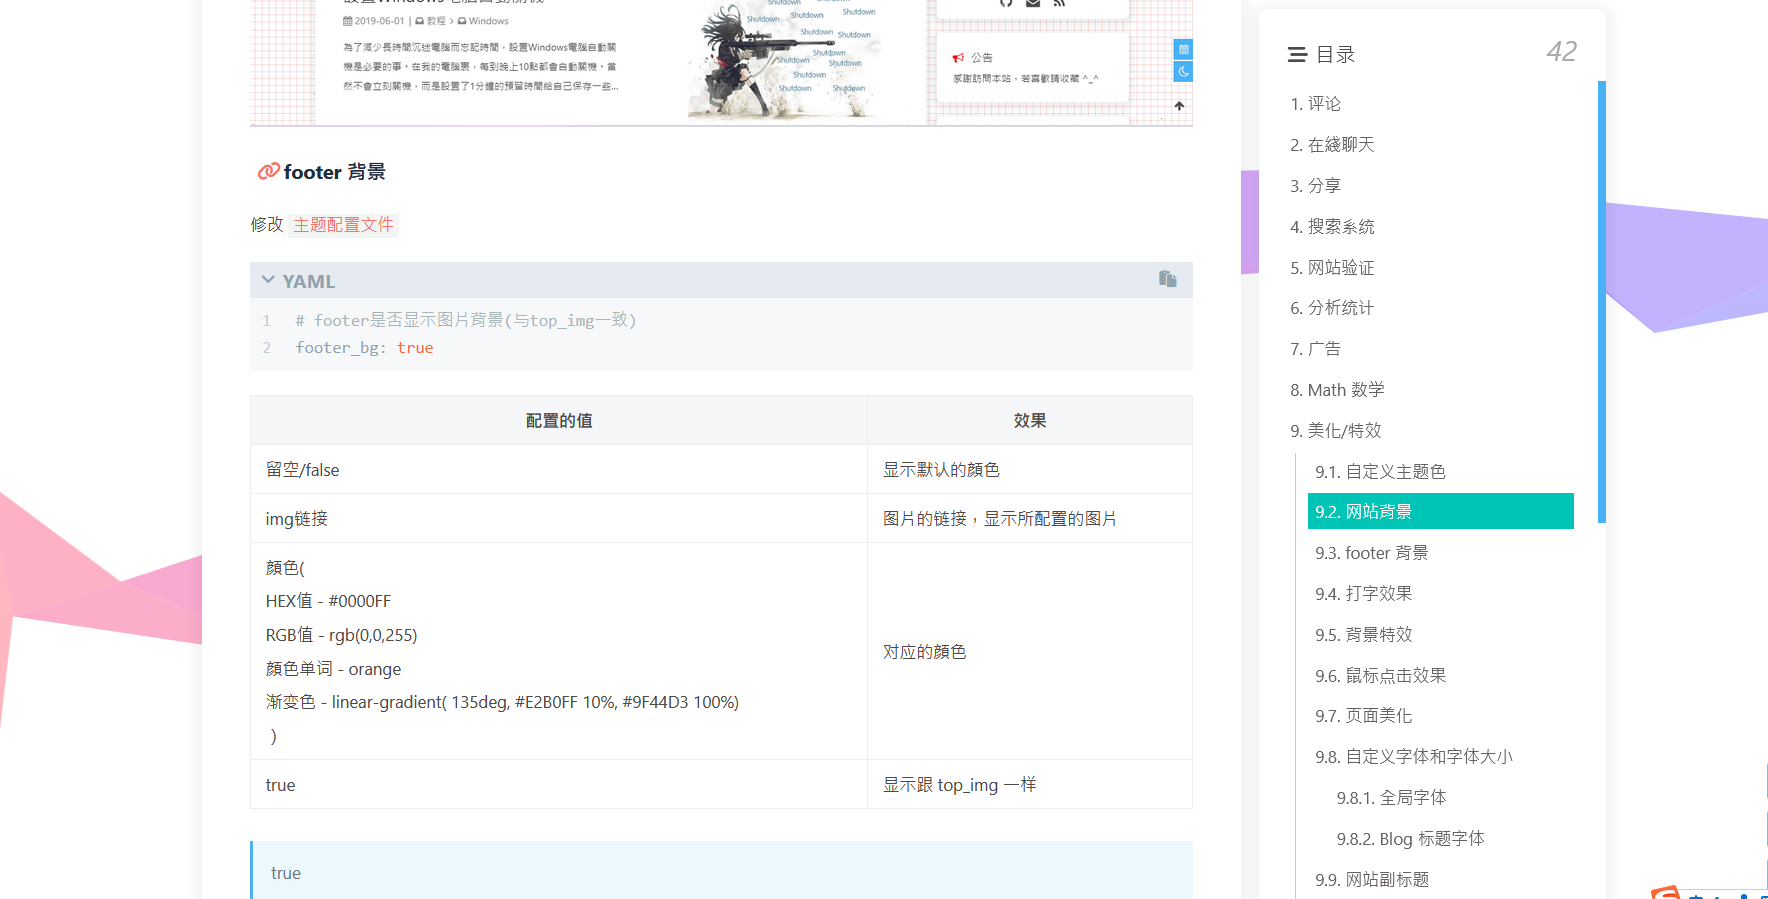 2019-06-01 | 教程 > Windows
為了減少長時間沉迷電腦而忘記時間，設置Windows電腦自動關
機是必要的事。在我的電腦裏，每到晚上10點都會自動關機。當
然不會立刻關機，而是設置了1分鐘的預留時間給自己保存一些...
Shutdown
Shutdown
Shutdown
Shutdown
Shutdown
Shutdown
Shutdown
Shutdown
Shutdown
Shutdown
Shutdown
公告
感謝訪問本站，若喜歡請收藏 ^_^
footer 背景
修改 主题配置文件
YAML
1 # footer是否显示图片背景(与top_img一致)
2 footer_bg: true
配置的值 效果
留空/false 显示默认的顏色
img链接 图片的链接，显示所配置的图片
顏色(
HEX值 - #0000FF
RGB值 - rgb(0,0,255)
顏色单词 - orange
渐变色 - linear-gradient( 135deg, #E2B0FF 10%, #9F44D3 100%)
)
对应的顏色
true 显示跟 top_img 一样
true
目录 42
1. 评论
2. 在綫聊天
3. 分享
4. 搜索系统
5. 网站验证
6. 分析统计
7. 广告
8. Math 数学
9. 美化/特效
9.1. 自定义主题色
9.2. 网站背景
9.3. footer 背景
9.4. 打字效果
9.5. 背景特效
9.6. 鼠标点击效果
9.7. 页面美化
9.8. 自定义字体和字体大小
9.8.1. 全局字体
9.8.2. Blog 标题字体
9.9. 网站副标题